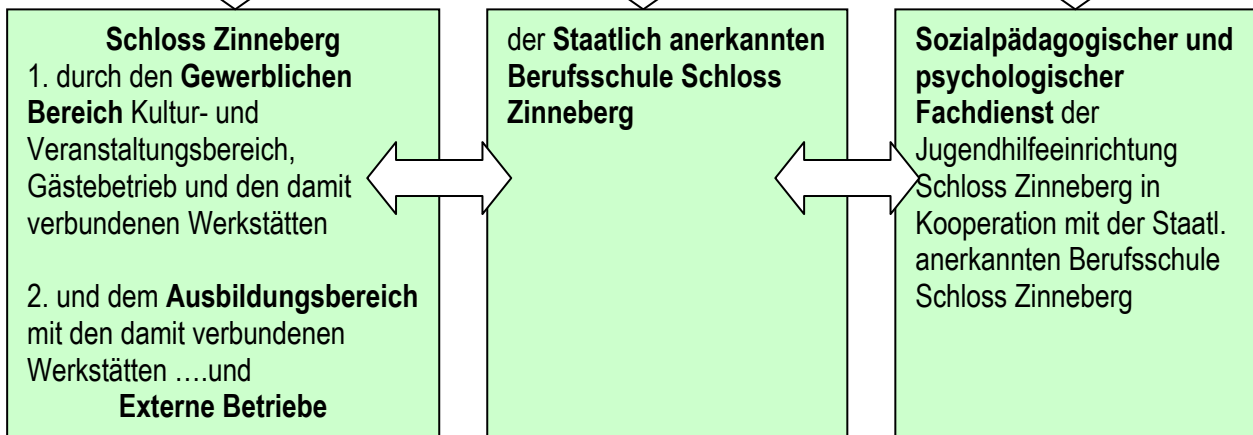 Schloss Zinneberg
1. durch den Gewerblichen
Bereich Kultur- und
Veranstaltungsbereich,
Gästebetrieb und den damit
verbundenen Werkstätten
2. und dem Ausbildungsbereich
mit den damit verbundenen
Werkstätten ….und
Externe Betriebe
der Staatlich anerkannten
Berufsschule Schloss
Zinneberg
Sozialpädagogischer und
psychologischer
Fachdienst der
Jugendhilfeeinrichtung
Schloss Zinneberg in
Kooperation mit der Staatl.
anerkannten Berufsschule
Schloss Zinneberg